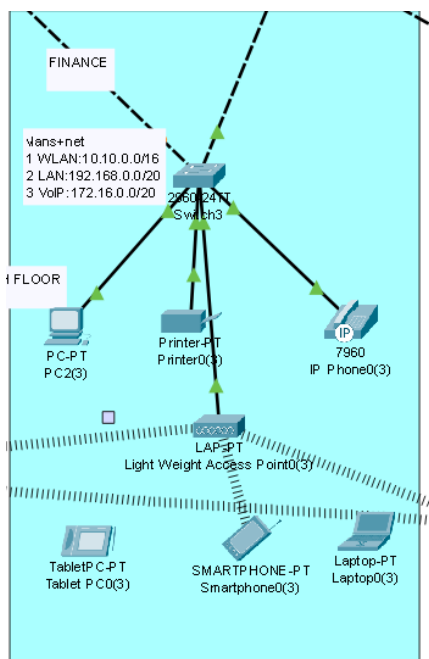 FINANCE
vlans+net
1 WLAN:10.10.0.0/16
2 LAN:192.168.0.0/20
3 VoIP:172.16.0.0/20
2960-24TT
Switch3
H FLOOR
PC-PT
PC2(3)
Printer-PT
Printer0(3)
IP
7960
IP Phone0(3)
LAP-PT
Light Weight Access Point0(3)
TabletPC-PT
Tablet PC0(3)
SMARTPHONE-PT
Smartphone0(3)
Laptop-PT
Laptop0(3)